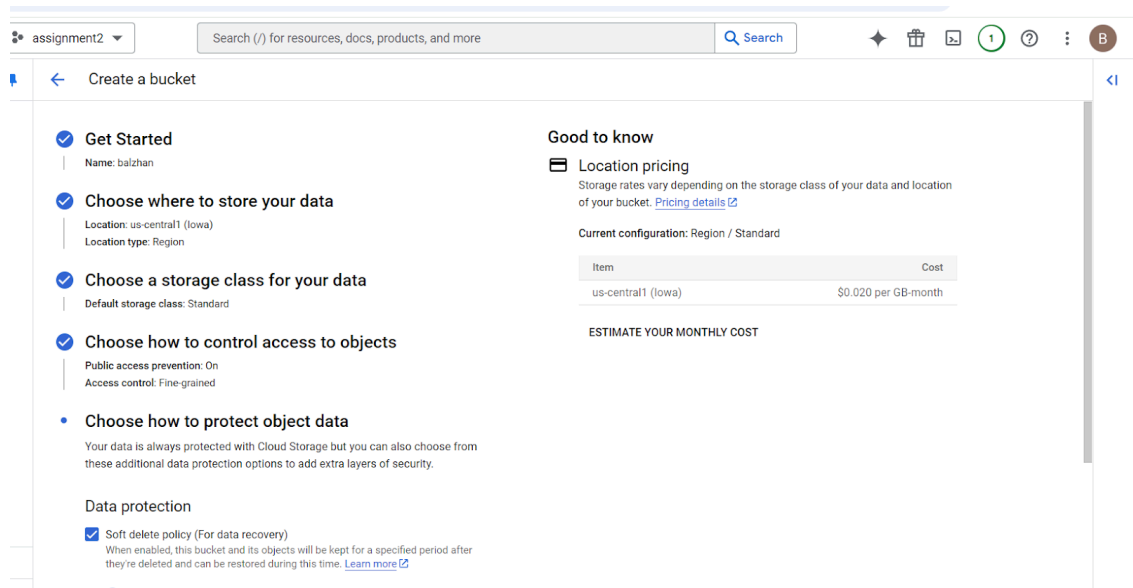 assignment2
Search (/) for resources, docs, products, and more
Search
1
B
Create a bucket
Get Started
Name: balzhan
Choose where to store your data
Location: us-central1 (Iowa)
Location type: Region
Choose a storage class for your data
Default storage class: Standard
Choose how to control access to objects
Public access prevention: On
Access control: Fine-grained
Choose how to protect object data
Your data is always protected with Cloud Storage but you can also choose from
these additional data protection options to add extra layers of security.
Data protection
Soft delete policy (For data recovery)
When enabled, this bucket and its objects will be kept for a specified period after
they're deleted and can be restored during this time. Learn more
Good to know
Location pricing
Storage rates vary depending on the storage class of your data and location
of your bucket. Pricing details
Current configuration: Region / Standard
Item Cost
us-central1 (Iowa) $0.020 per GB-month
ESTIMATE YOUR MONTHLY COST